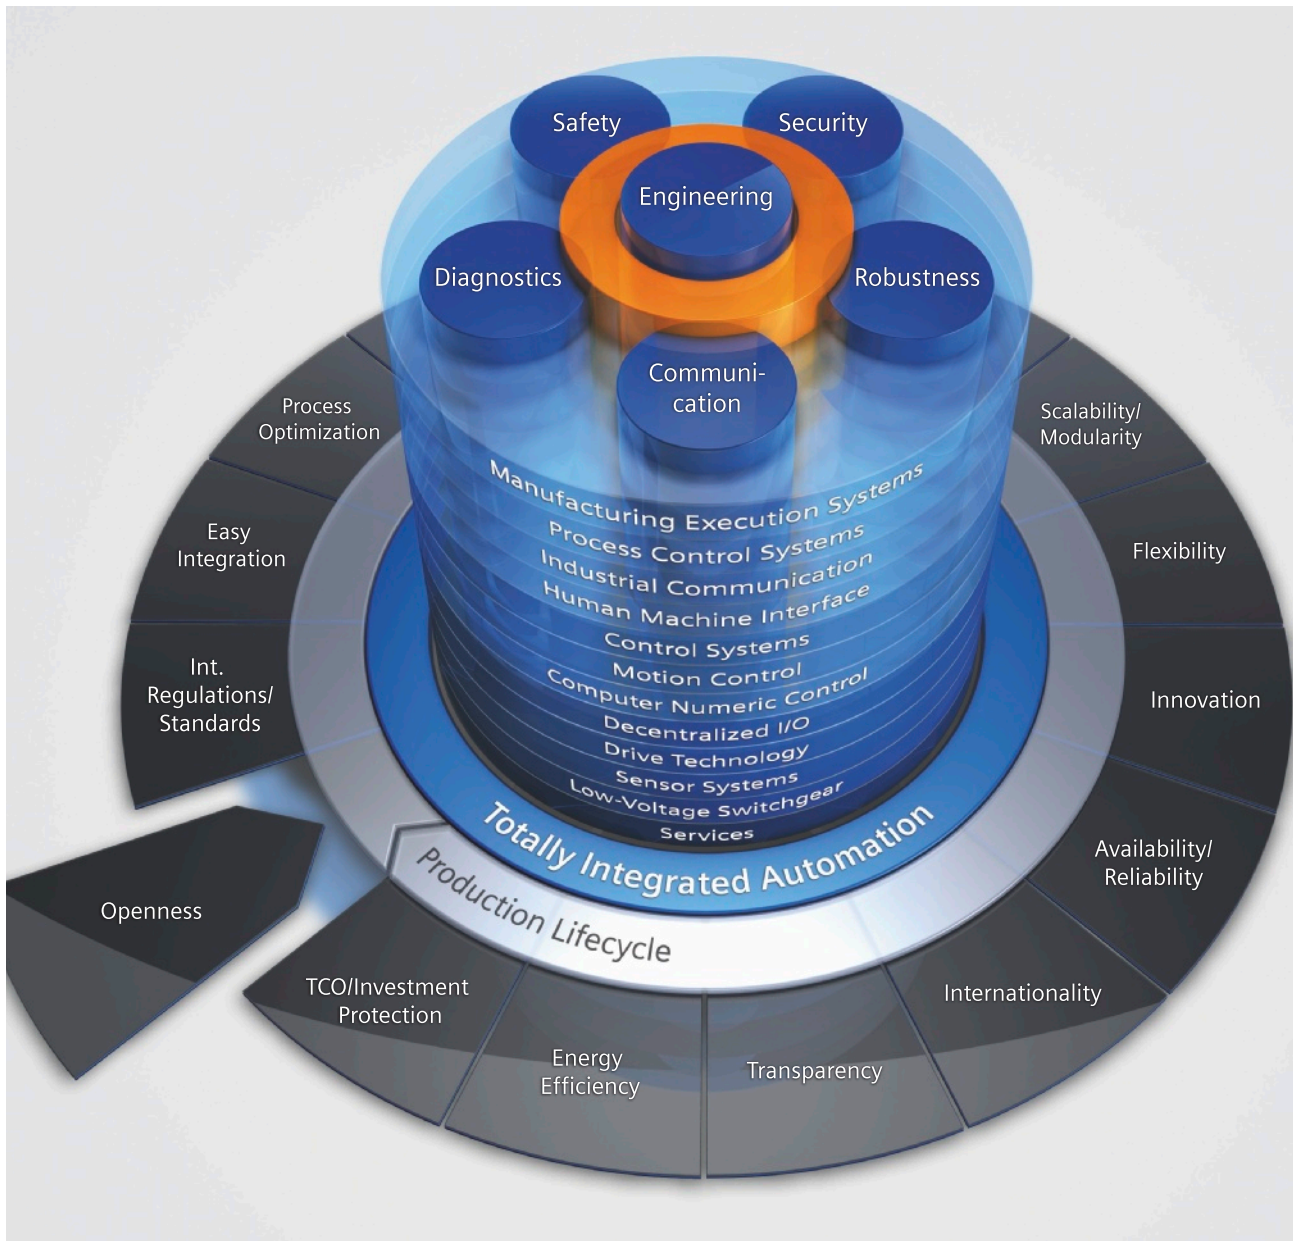 Safety
Security
Engineering
Diagnostics
Robustness
Communi-
cation
Manufacturing Execution Systems
Process Control Systems
Industrial Communication
Human Machine Interface
Control Systems
Motion Control
Computer Numeric Control
Decentralized I/O
Drive Technology
Sensor Systems
Low-Voltage Switchgear
Services
Totally Integrated Automation
Production Lifecycle
Process
Optimization
Easy
Integration
Int.
Regulations/
Standards
Openness
TCO/Investment
Protection
Energy
Efficiency
Transparency
Internationality
Availability/
Reliability
Innovation
Flexibility
Scalability/
Modularity